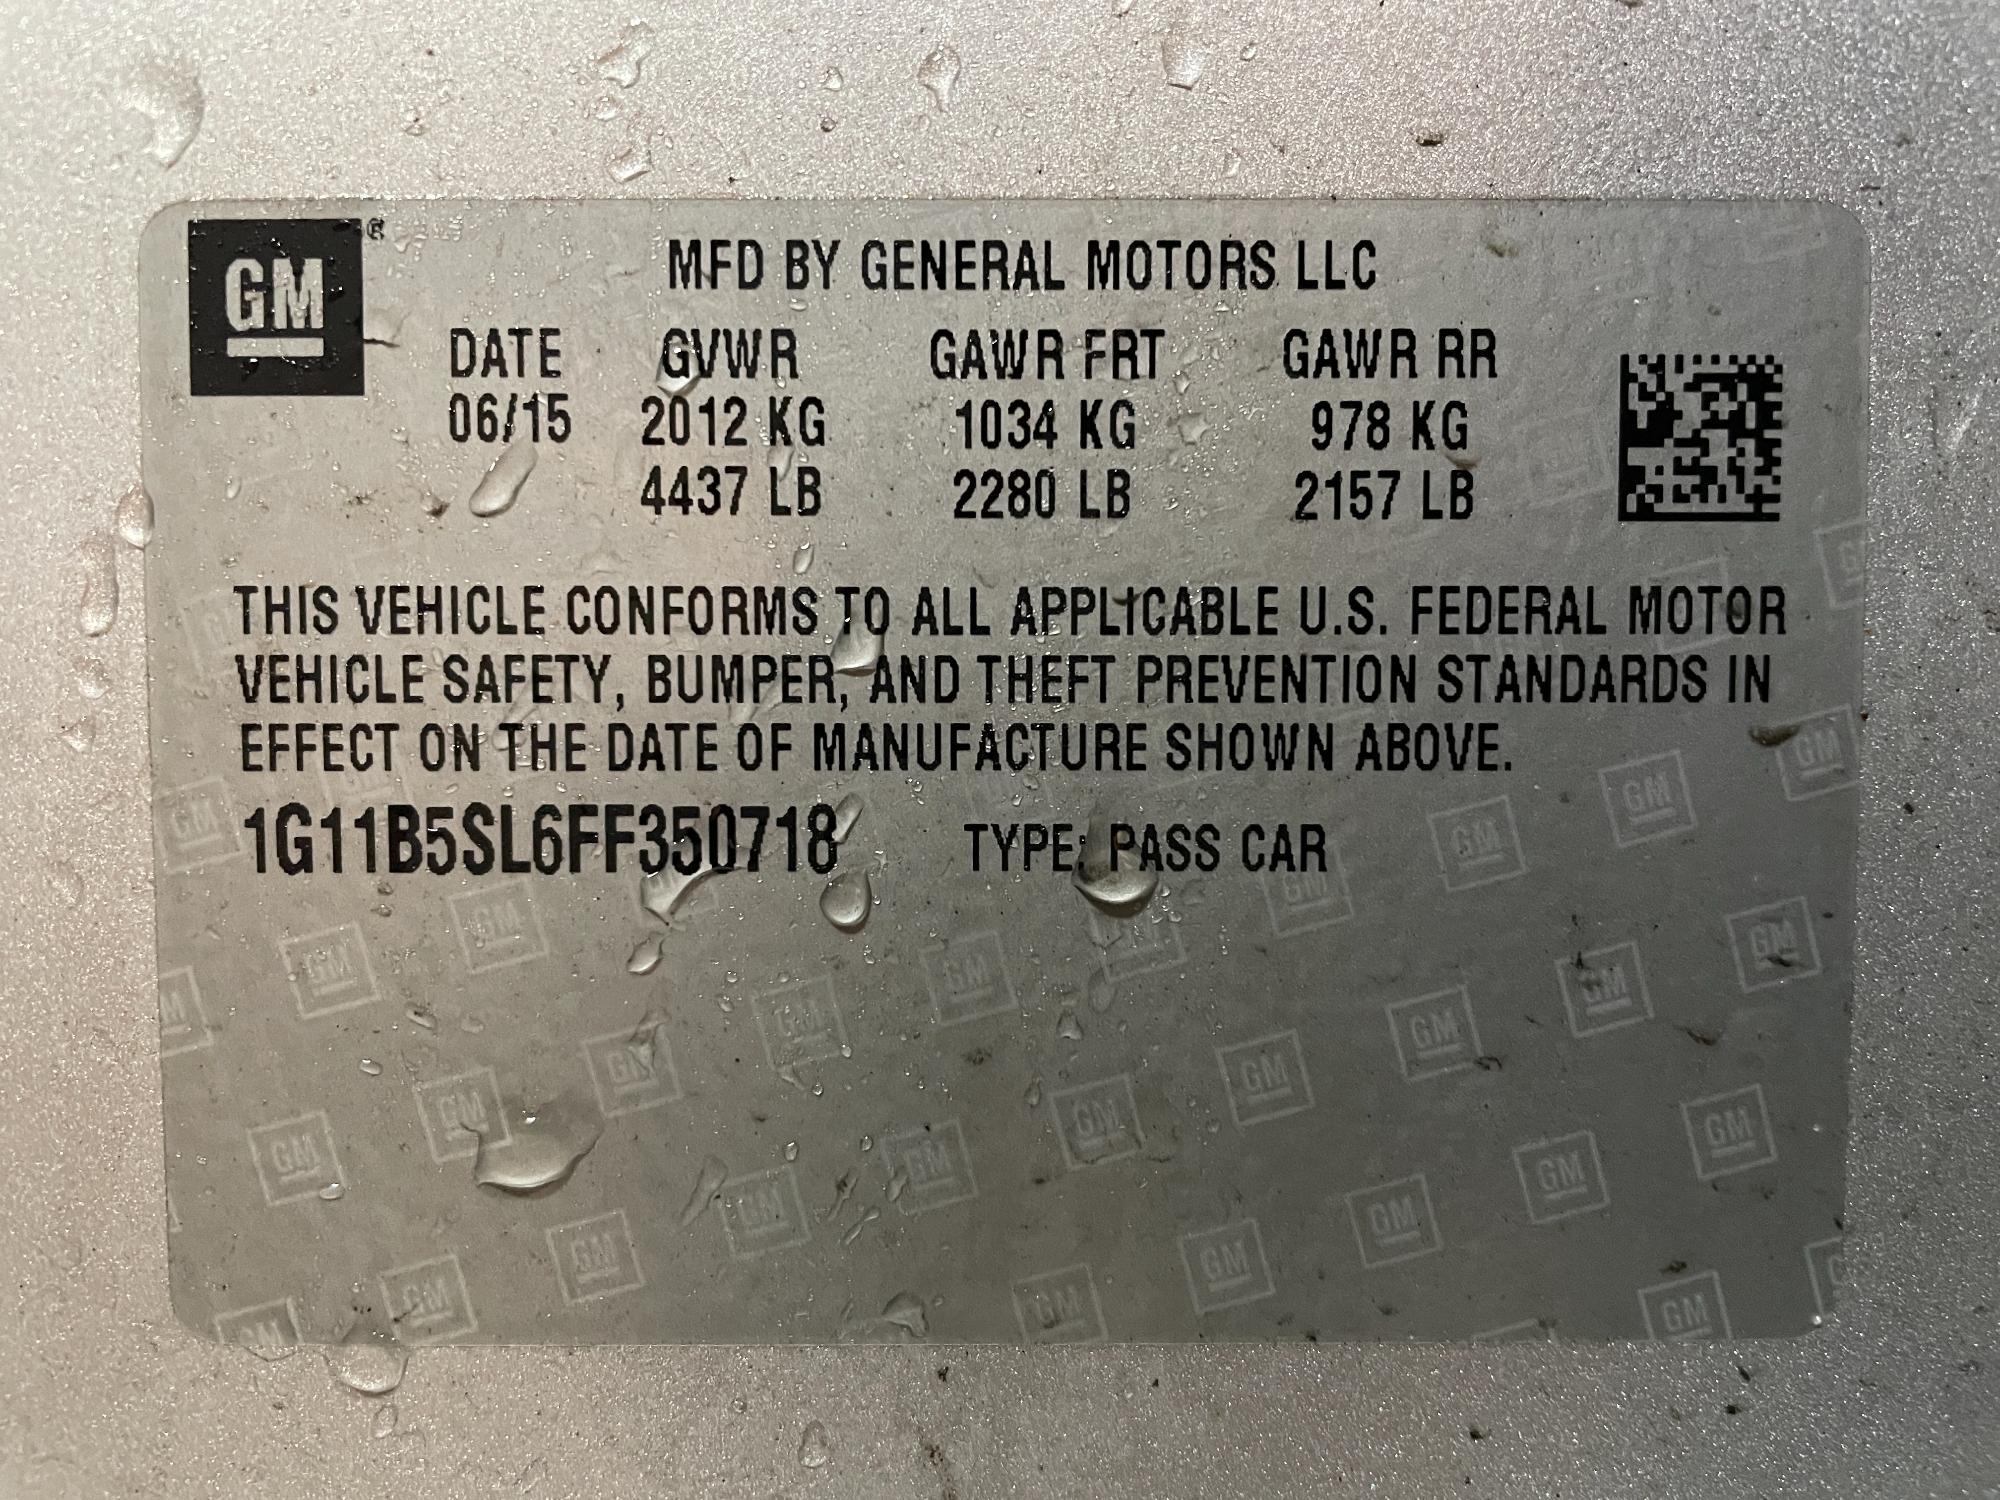 GM ®
MFD BY GENERAL MOTORS LLC
DATE GVWR GAWR FRT GAWR RR
06/15 2012 KG 1034 KG 978 KG
4437 LB 2280 LB 2157 LB
THIS VEHICLE CONFORMS TO ALL APPLICABLE U.S. FEDERAL MOTOR
VEHICLE SAFETY, BUMPER, AND THEFT PREVENTION STANDARDS IN
EFFECT ON THE DATE OF MANUFACTURE SHOWN ABOVE.
1G11B5SL6FF350718 TYPE: PASS CAR